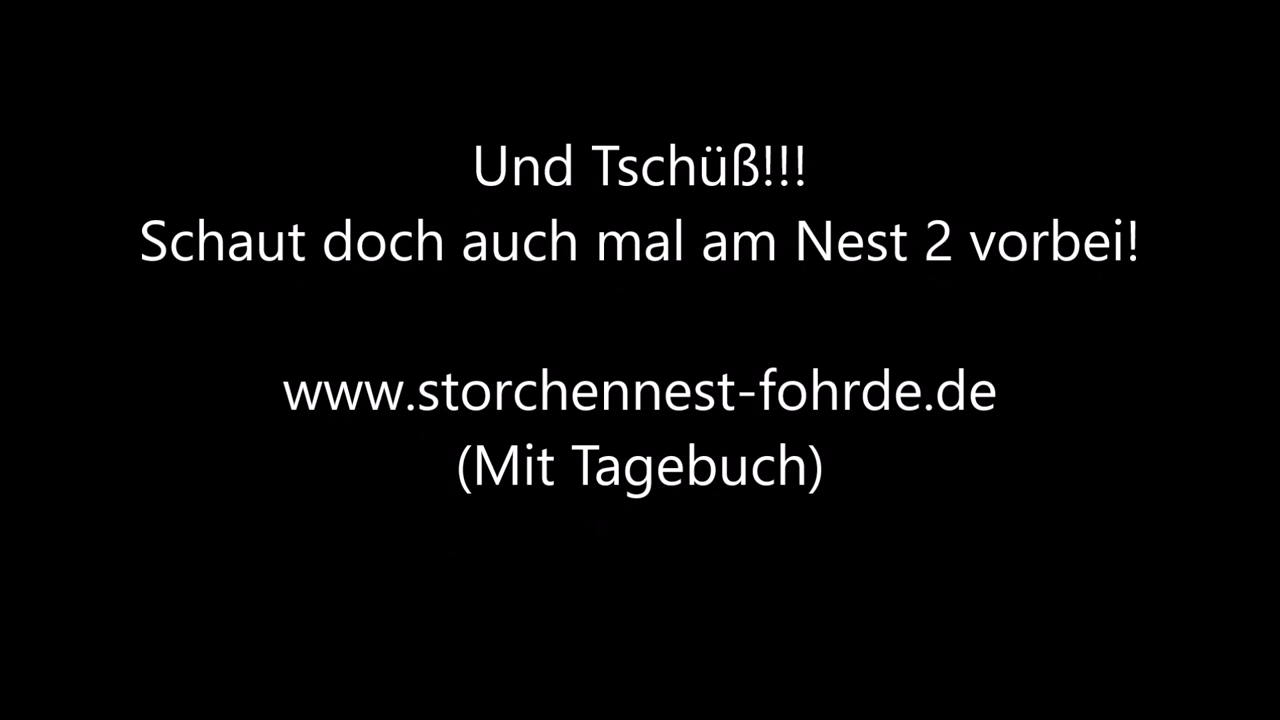 Und Tschüß!!!
Schaut doch auch mal am Nest 2 vorbei!
www.storchennest-fohrde.de
(Mit Tagebuch)